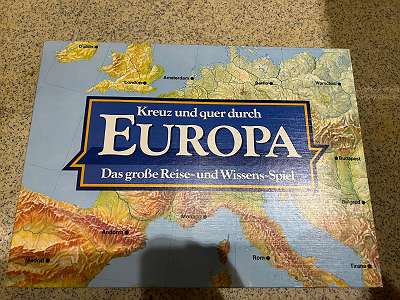 Dublin
London
Amsterdam
Berlin
Warschau
Kreuz und quer durch
EUROPA
Das große Reise- und Wissens-Spiel
Budapest
Belgrad
Monaco
Andorra
Madrid
Rom
Tirana